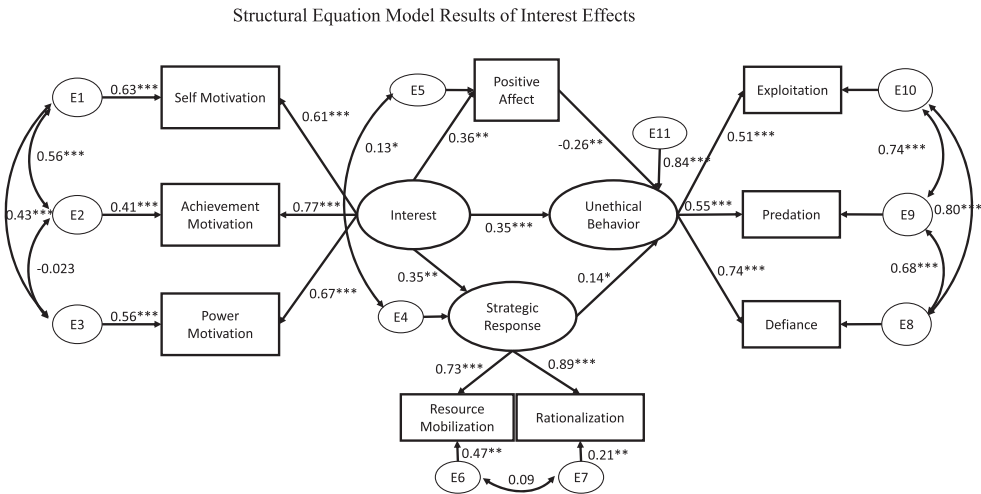 Structural Equation Model Results of Interest Effects
E1
0.63***
Self Motivation
0.56***
0.43***
E2
0.41***
Achievement
Motivation
-0.023
E3
0.56***
Power
Motivation
0.61***
0.77***
0.67***
E5
0.13*
E4
Interest
0.36**
Positive
Affect
-0.26**
0.35***
0.35**
Strategic
Response
0.14*
E11
0.84***
Unethical
Behavior
0.73***
0.89***
Resource
Mobilization
Rationalization
0.47**
0.21**
E6
0.09
E7
0.51***
0.55***
0.74***
Exploitation
Predation
Defiance
E10
0.74***
E9
0.80***
0.68***
E8